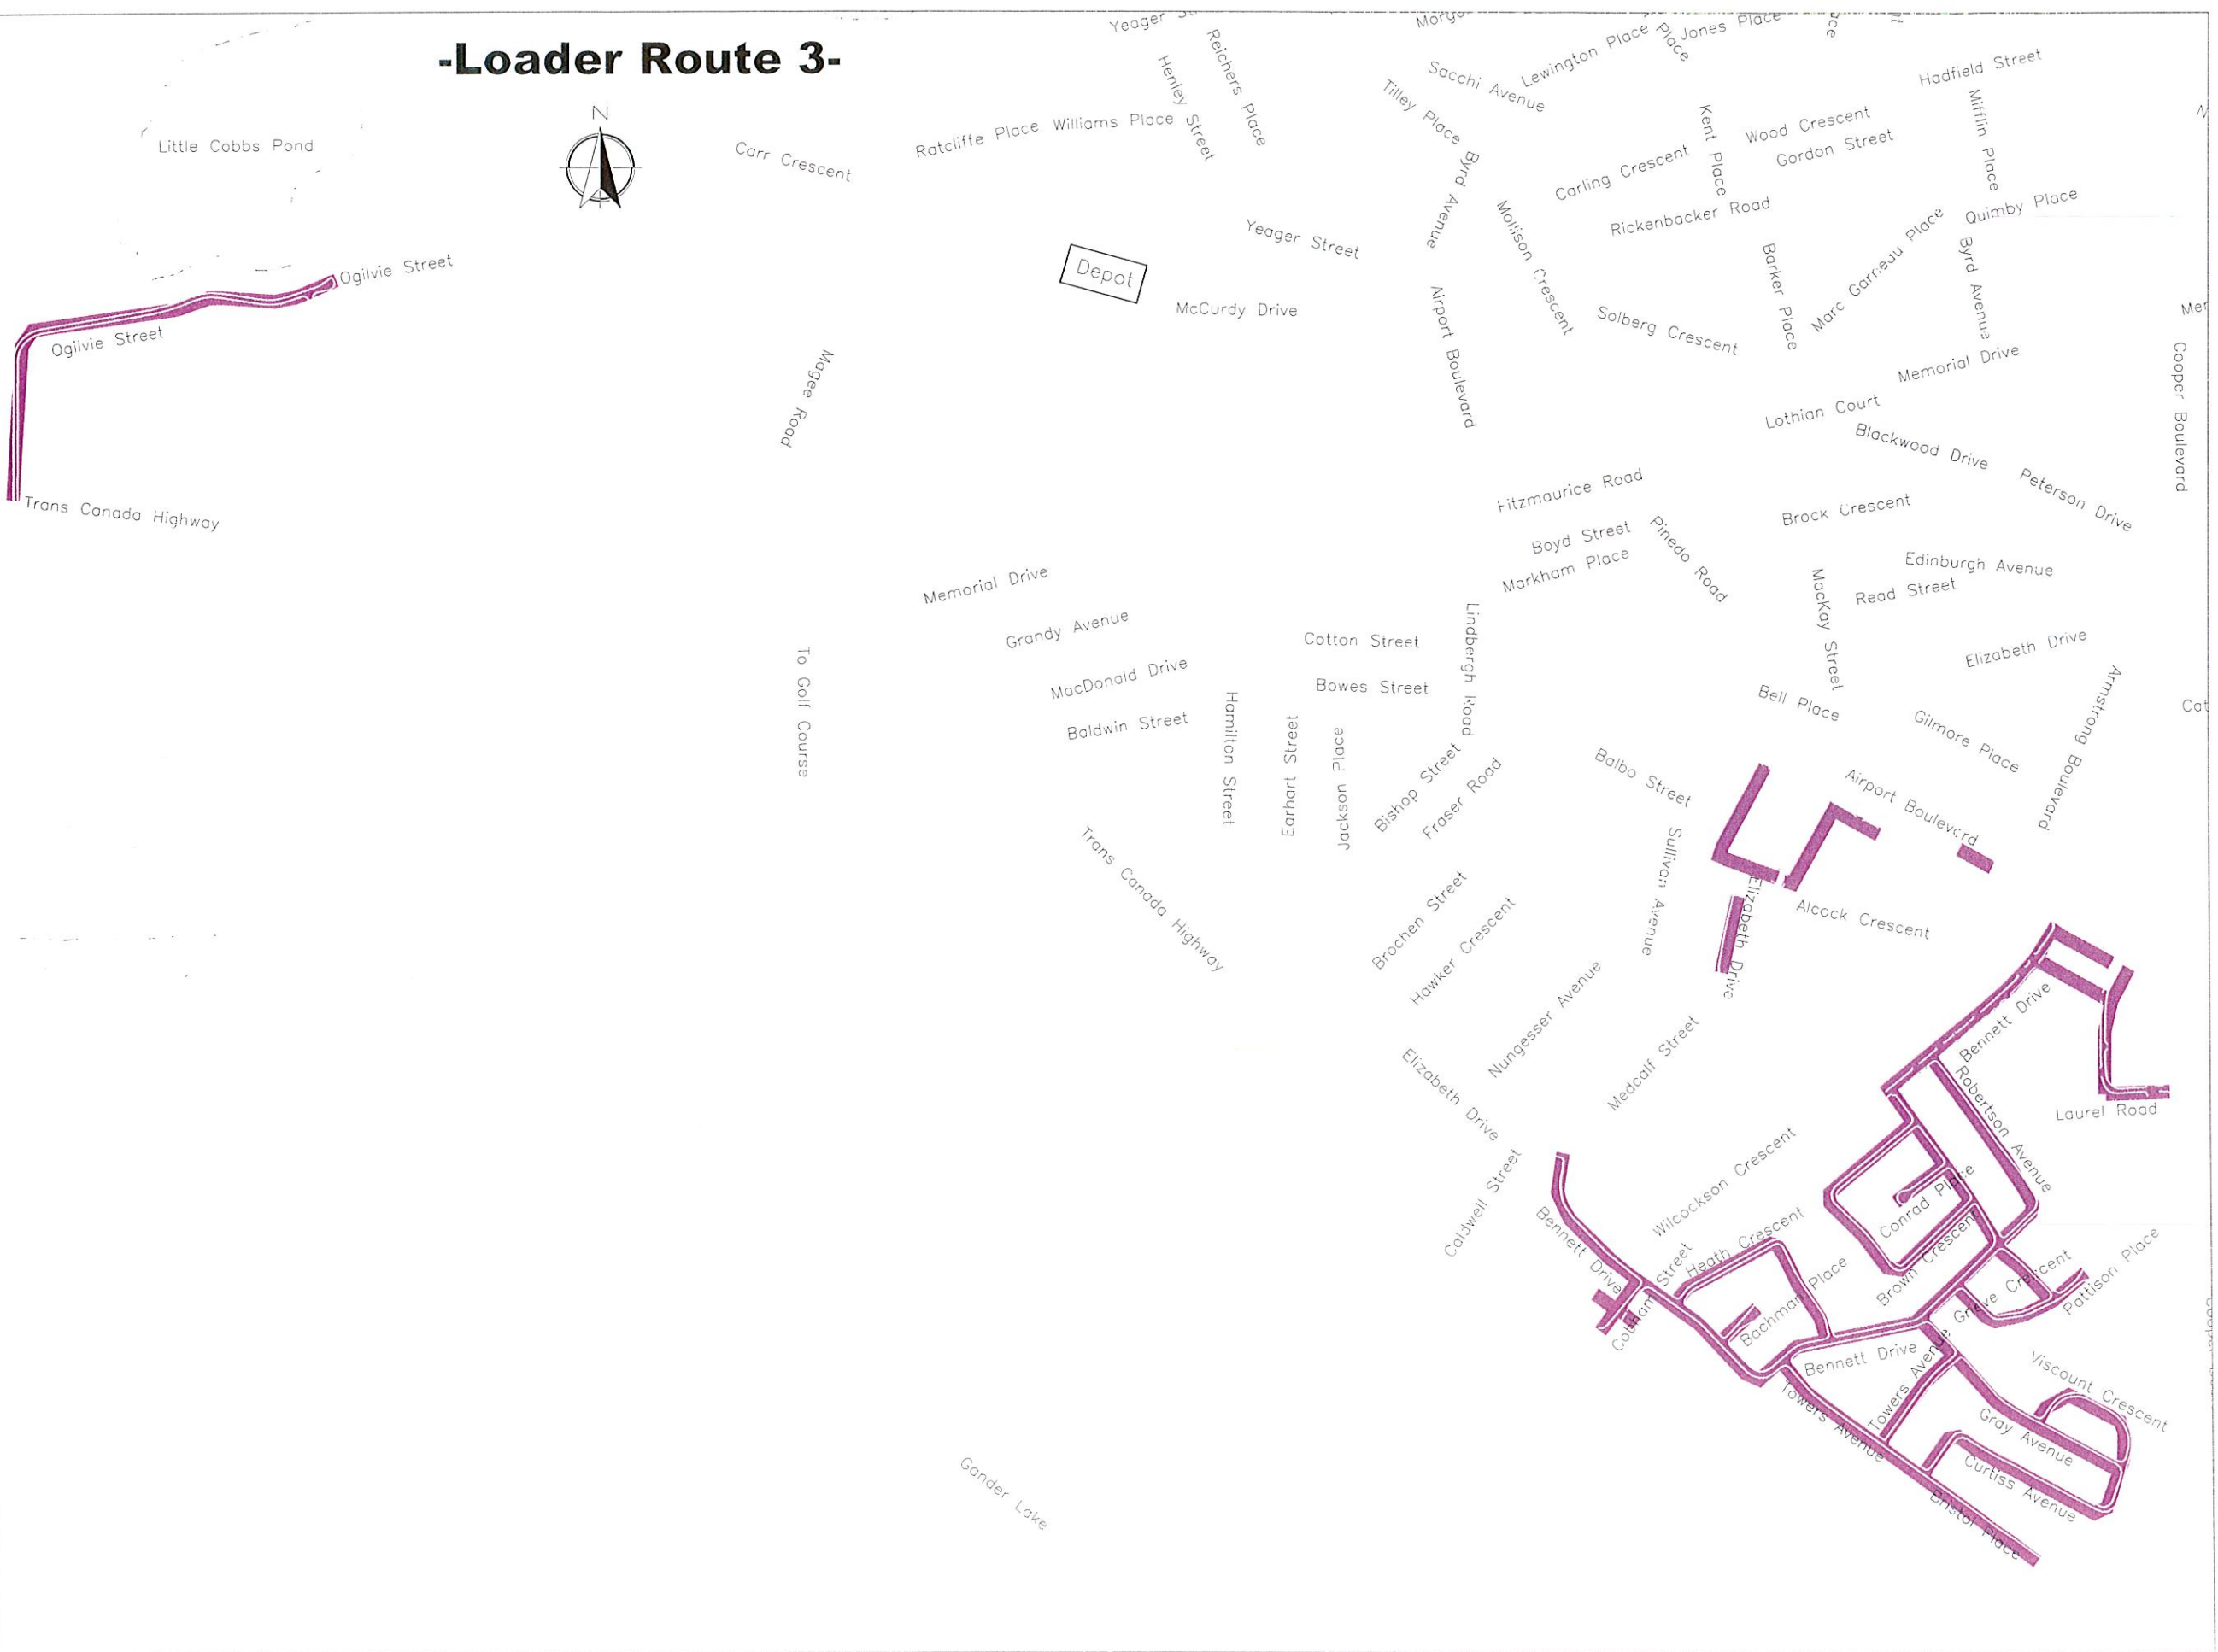 -Loader Route 3-
N
Little Cobbs Pond
Ogilvie Street
Ogilvie Street
Trans Canada Highway
Carr Crescent
Ratcliffe Place
Williams Place
Yeager
Henley Street
Reichers Place
Yeager Street
Depot
McCurdy Drive
Magee Road
Sacchi Avenue
Lewington Place
Place
Jones Place
Tilley Place
Byrd Avenue
Airport Boulevard
Mollison Crescent
Carling Crescent
Kent Place
Wood Crescent
Gordon Street
Rickenbacker Road
Hadfield Street
Mifflin Place
Quimby Place
Marc Garneau Place
Byrd Avenue
Barker Place
Solberg Crescent
Memorial Drive
Lothian Court
Blackwood Drive
Peterson Drive
Cooper Boulevard
Fitzmaurice Road
Boyd Street
Markham Place
Pinedo Road
Brock Crescent
Edinburgh Avenue
Read Street
MacKay Street
Elizabeth Drive
Armstrong Boulevard
Bell Place
Gilmore Place
Airport Boulevard
Memorial Drive
Grandy Avenue
MacDonald Drive
Baldwin Street
To Golf Course
Cotton Street
Bowes Street
Lindbergh Road
Hamilton Street
Earhart Street
Jackson Place
Bishop Street
Fraser Road
Balbo Street
Sullivan Avenue
Trans Canada Highway
Brochen Street
Hawker Crescent
Elizabeth Drive
Alcock Crescent
Nungesser Avenue
Medcalf Street
Elizabeth Drive
Caldwell Street
Bennett Drive
Robertson Avenue
Laurel Road
Wilcockson Crescent
Bennett Drive
Cobham Street
Heath Crescent
Bachman Place
Conrad Place
Brown Crescent
Grieve Crescent
Pattison Place
Bennett Drive
Towers Avenue
Towers Avenue
Viscount Crescent
Gray Avenue
Curtiss Avenue
Bristol Place
Gander Lake